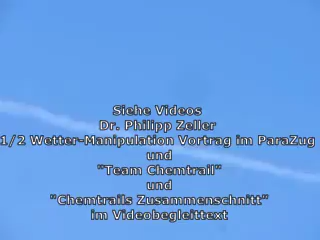 Siehe Videos
Dr. Philipp Zeller
1/2 Wetter-Manipulation Vortrag im ParaZug
und
"Team Chemtrail"
und
"Chemtrails Zusammenschnitt"
im Videobegleittext